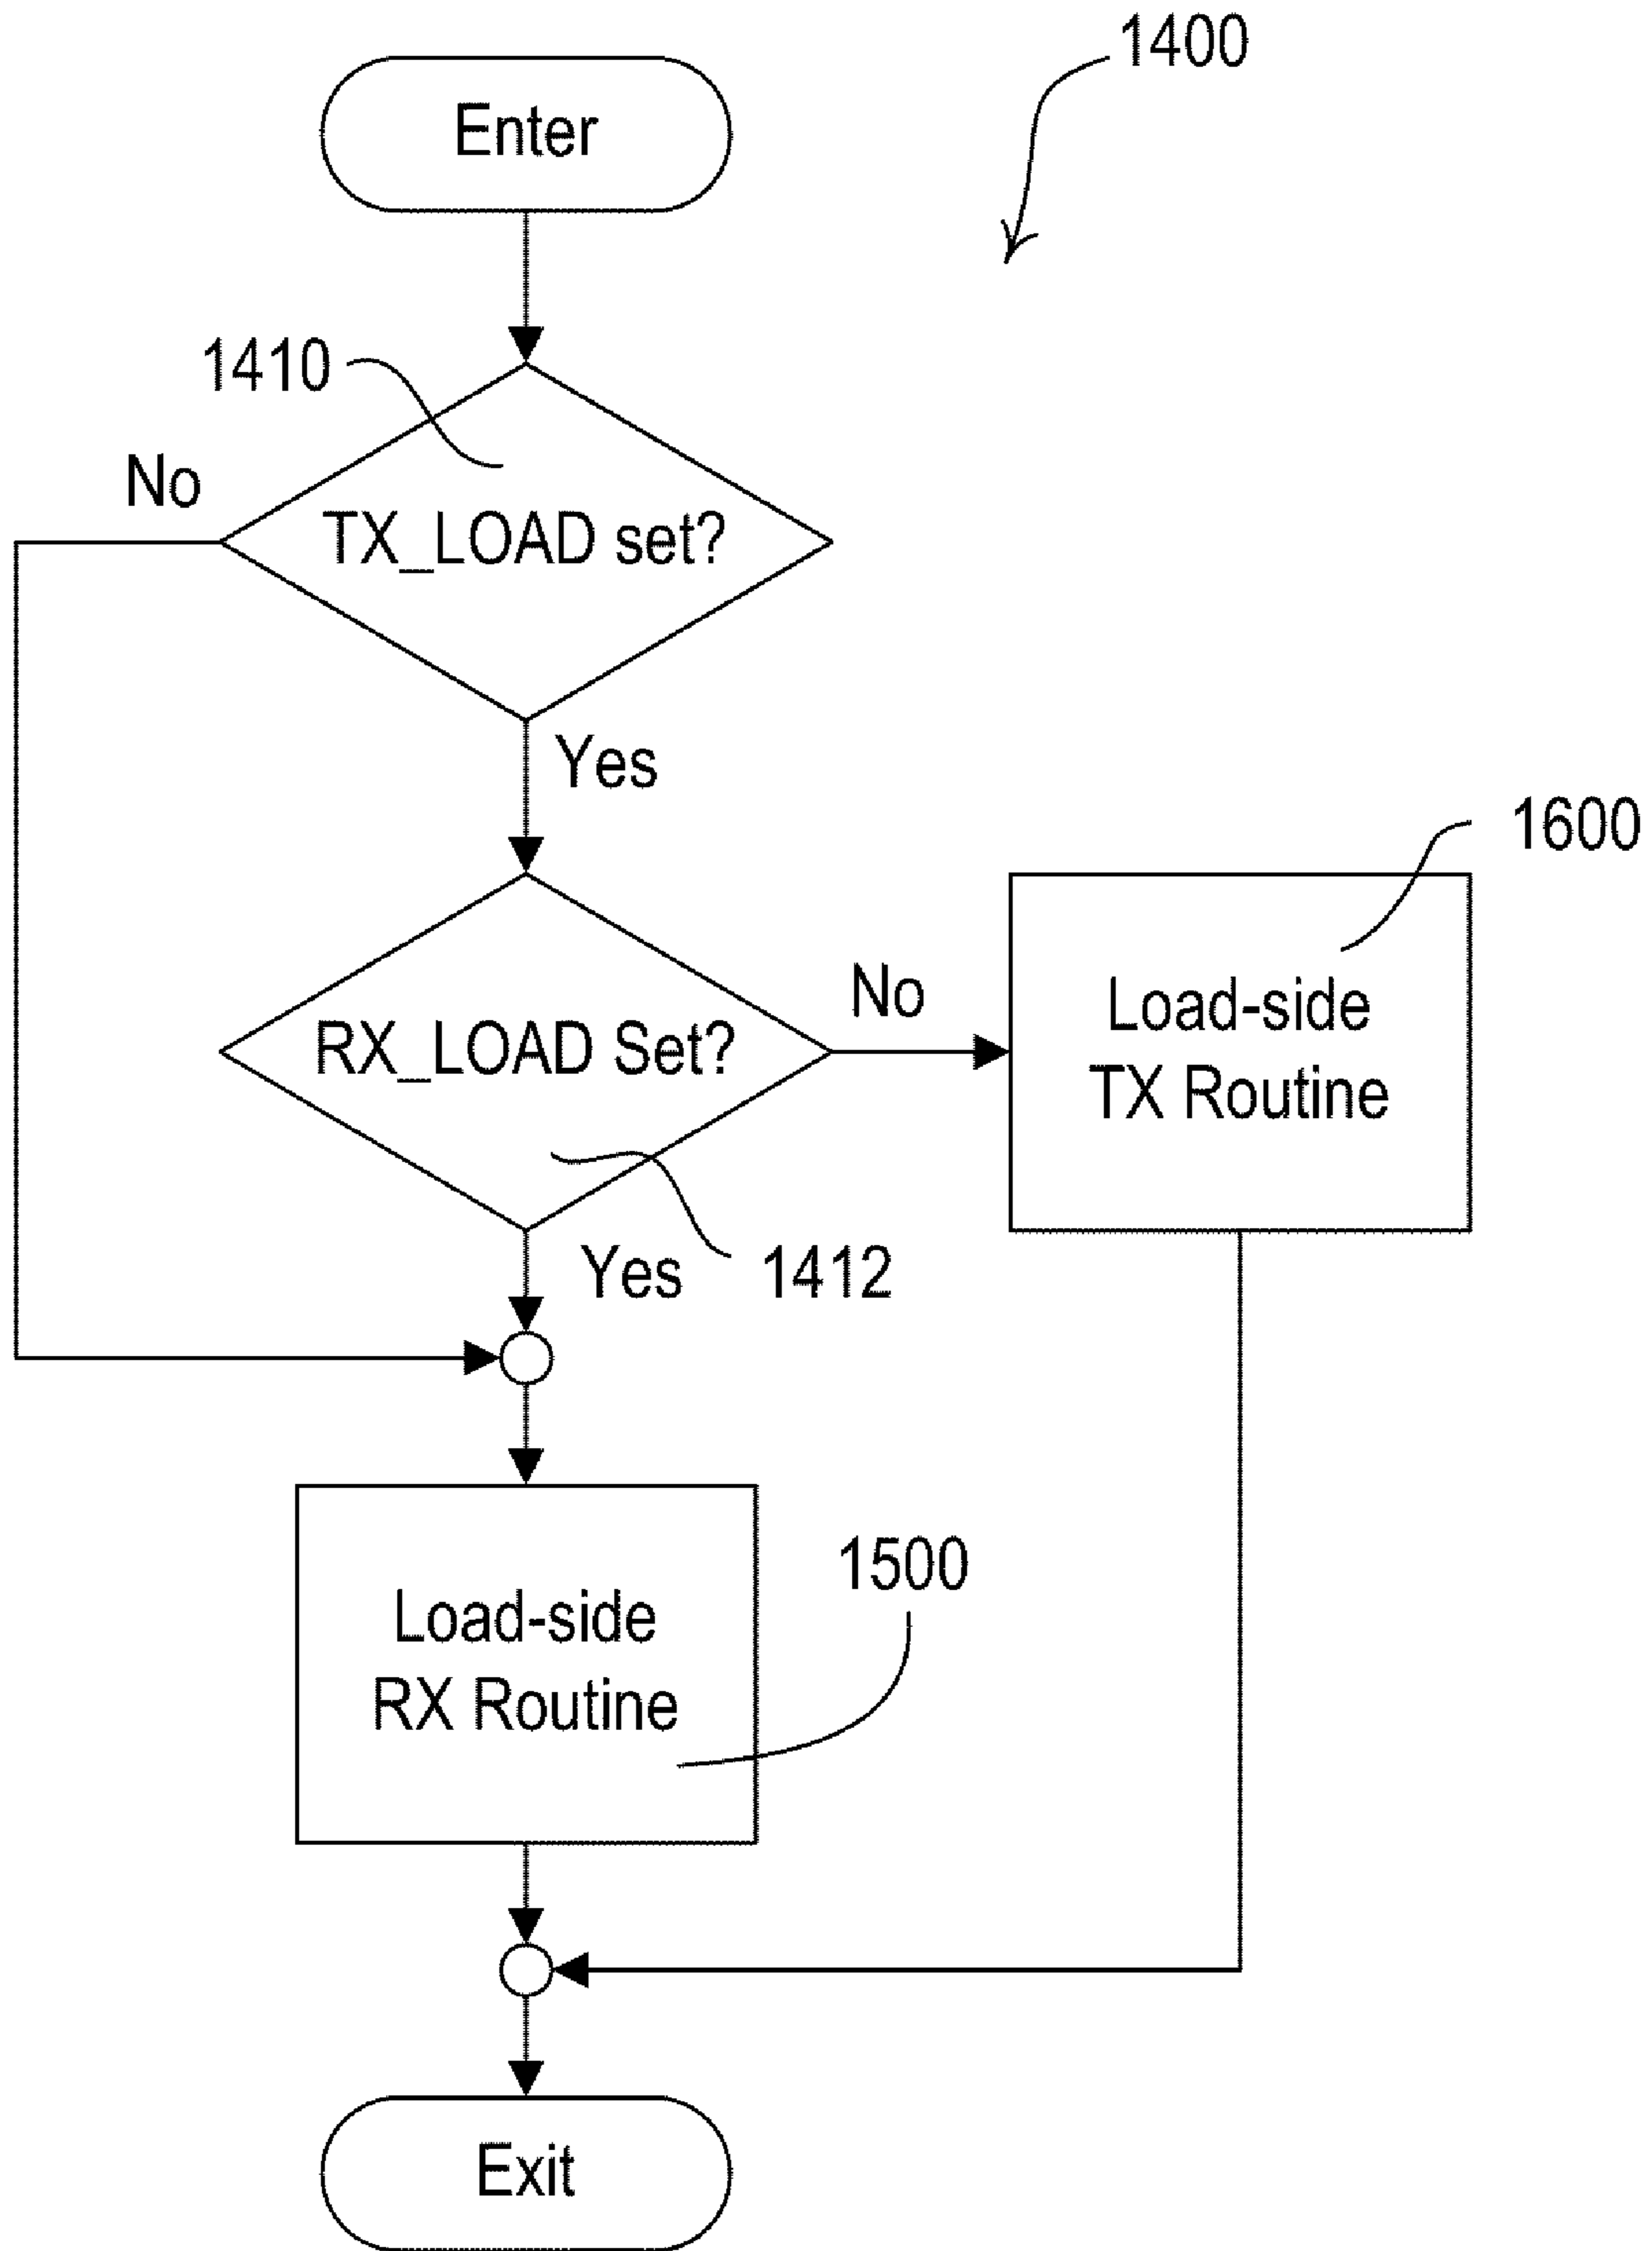 1400
Enter
1410
No
TX_LOAD set?
Yes
1600
RX_LOAD Set?
No
Load-side
TX Routine
Yes
1412
1500
Load-side
RX Routine
Exit